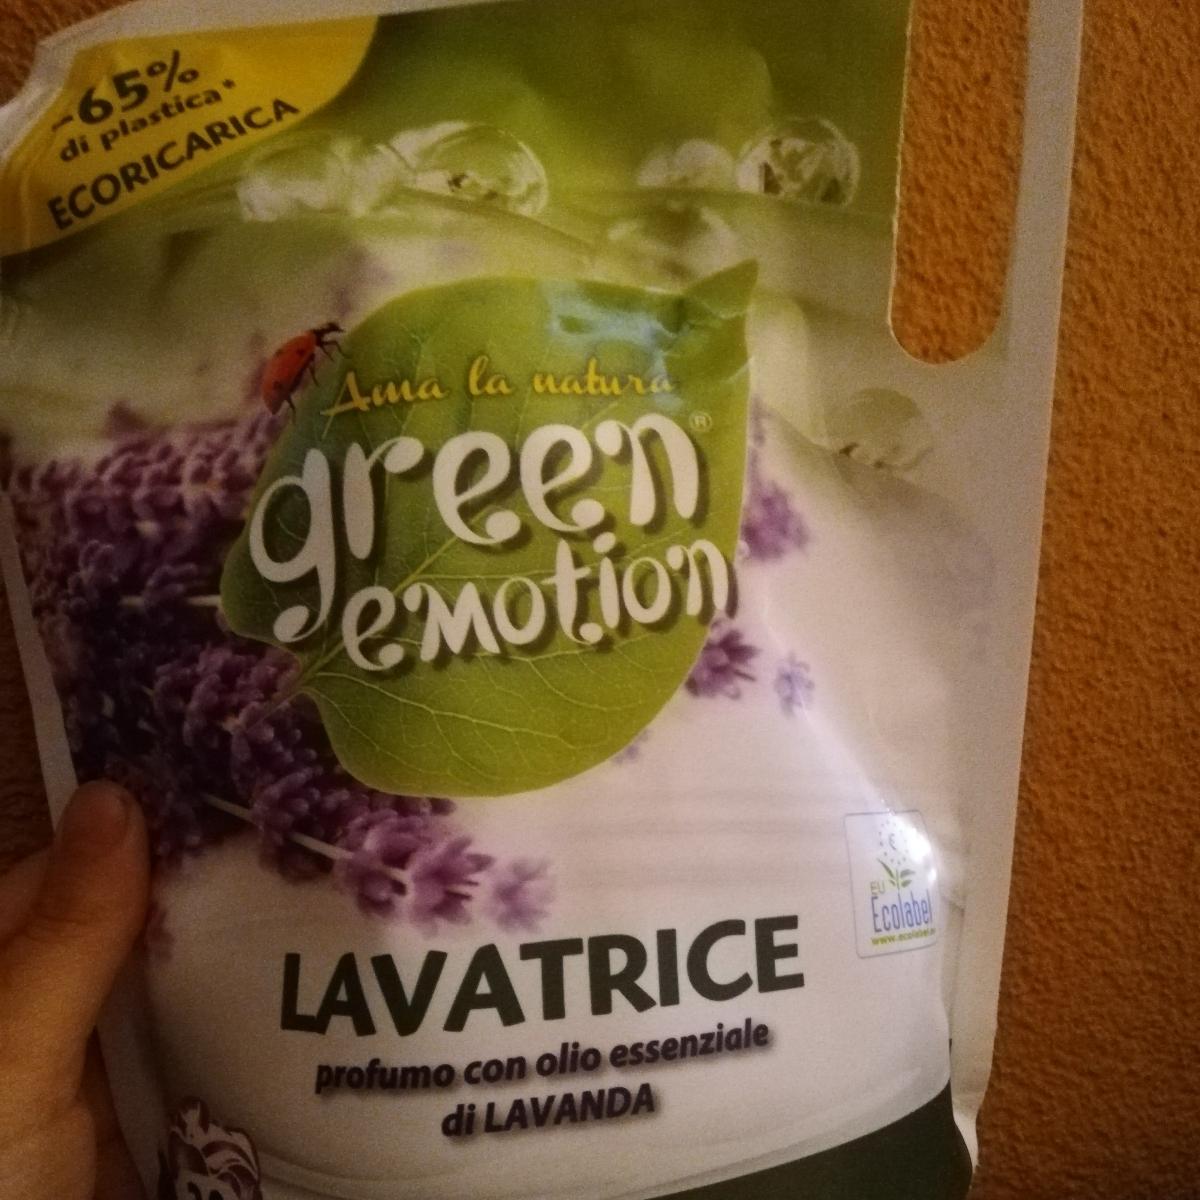 -65%
di plastica*
ECORICARICA
Ama la natura
green®
emotion
EU
Ecolabel
LAVATRICE
profumo con olio essenziale
di LAVANDA